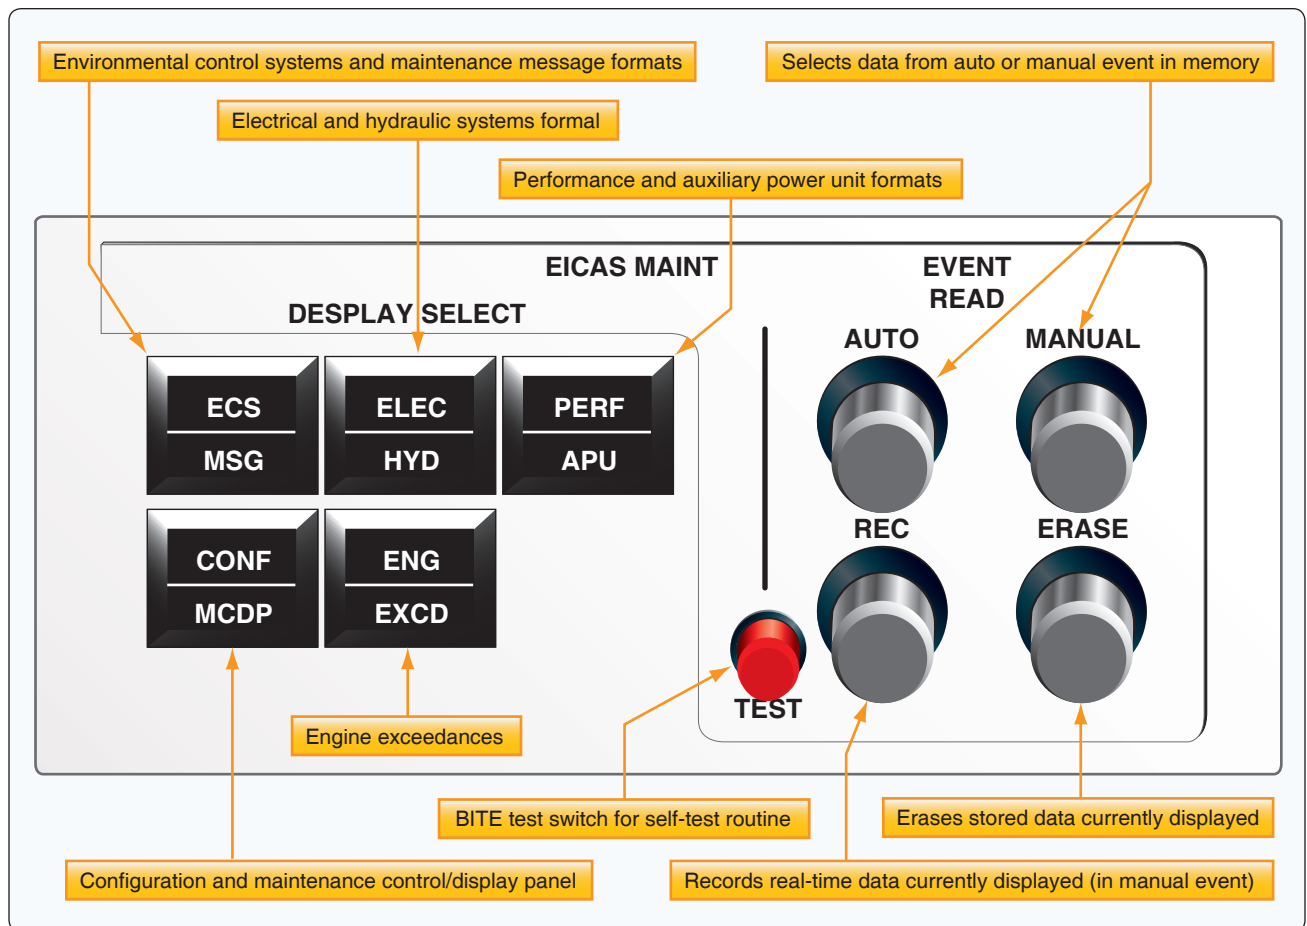 Environmental control systems and maintenance message formats
Selects data from auto or manual event in memory
Electrical and hydraulic systems formal
Performance and auxiliary power unit formats
EICAS MAINT
EVENT
READ
DESPLAY SELECT
AUTO
MANUAL
ECS
MSG
ELEC
HYD
PERF
APU
REC
ERASE
CONF
MCDP
ENG
EXCD
TEST
Engine exceedances
BITE test switch for self-test routine
Erases stored data currently displayed
Configuration and maintenance control/display panel
Records real-time data currently displayed (in manual event)